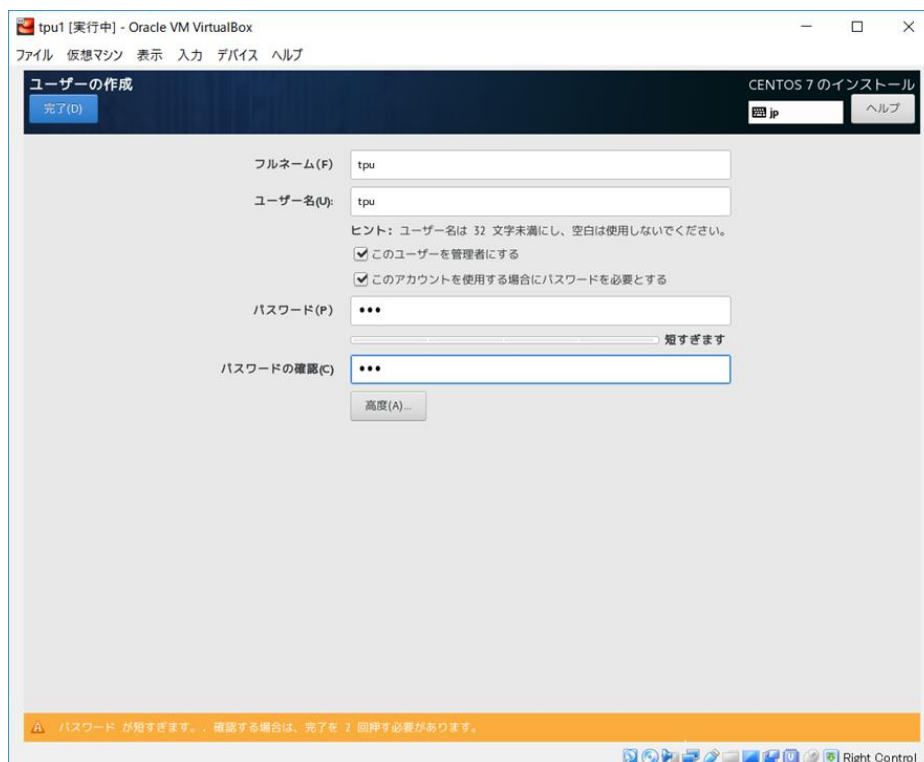 tpu1 [実行中] - Oracle VM VirtualBox
ファイル 仮想マシン 表示 入力 デバイス ヘルプ
ユーザーの作成
CENTOS 7 のインストール
完了(D)
jp
ヘルプ
フルネーム(F)
tpu
ユーザー名(U):
tpu
ヒント: ユーザー名は 32 文字未満にし、空白は使用しないでください。
このユーザーを管理者にする
このアカウントを使用する場合にパスワードを必要とする
パスワード(P)
•••
短すぎます
パスワードの確認(C)
•••
高度(A)...
パスワード が短すぎます。. 確認する場合は、完了を 2 回押す必要があります。
Right Control